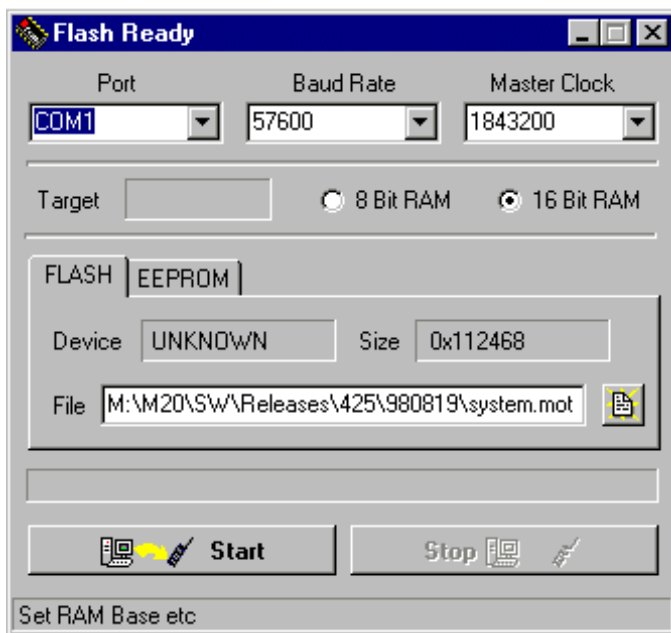 Flash Ready
Port Baud Rate Master Clock
COM1 57600 1843200
Target 8 Bit RAM 16 Bit RAM
FLASH EEPROM
Device UNKNOWN Size 0x112468
File M:\M20\SW\Releases\425\980819\system.mot
Start Stop
Set RAM Base etc